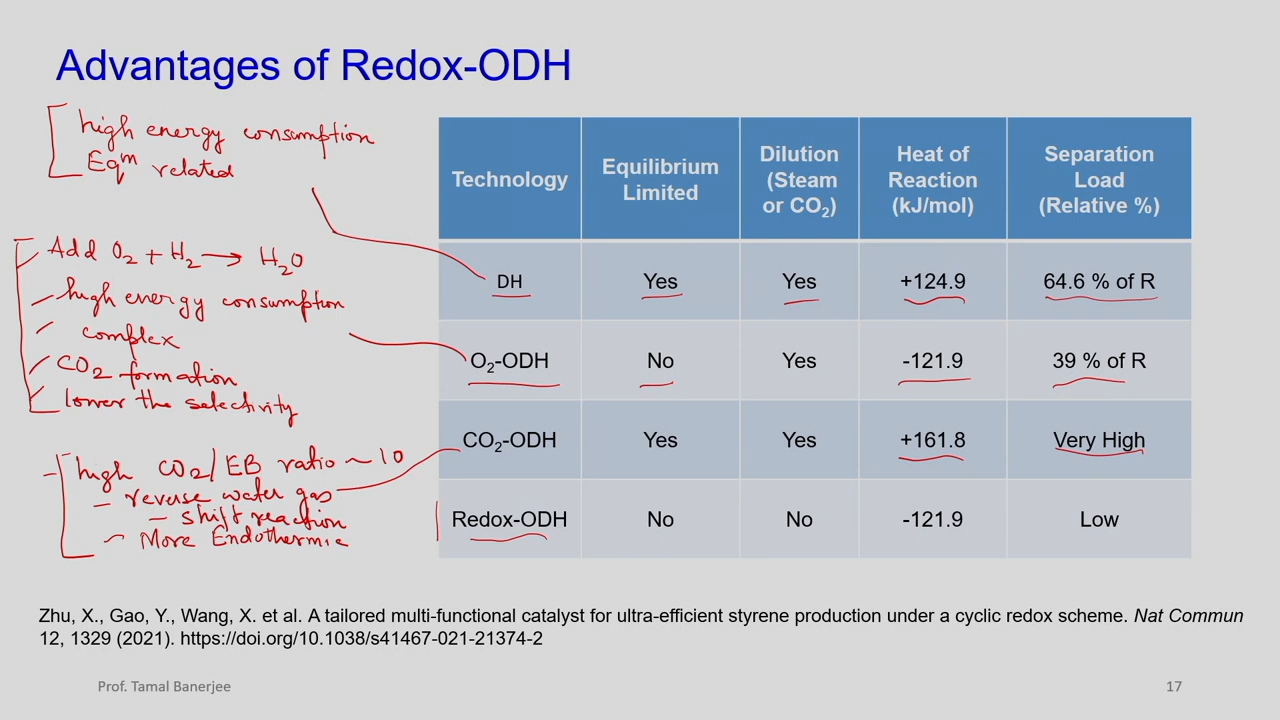 Advantages of Redox-ODH
high energy consumption
Eqᵐ related
Add O₂ + H₂ → H₂O
high energy consumption
complex
CO₂ formation
lower the selectivity
high CO₂/EB ratio ~ 10
- reverse water gas
- shift reaction
~ More Endothermic
Technology Equilibrium Limited Dilution (Steam or CO₂) Heat of Reaction (kJ/mol) Separation Load (Relative %)
DH Yes Yes +124.9 64.6 % of R
O₂-ODH No Yes -121.9 39 % of R
CO₂-ODH Yes Yes +161.8 Very High
Redox-ODH No No -121.9 Low
Zhu, X., Gao, Y., Wang, X. et al. A tailored multi-functional catalyst for ultra-efficient styrene production under a cyclic redox scheme. Nat Commun
12, 1329 (2021). https://doi.org/10.1038/s41467-021-21374-2
Prof. Tamal Banerjee
17